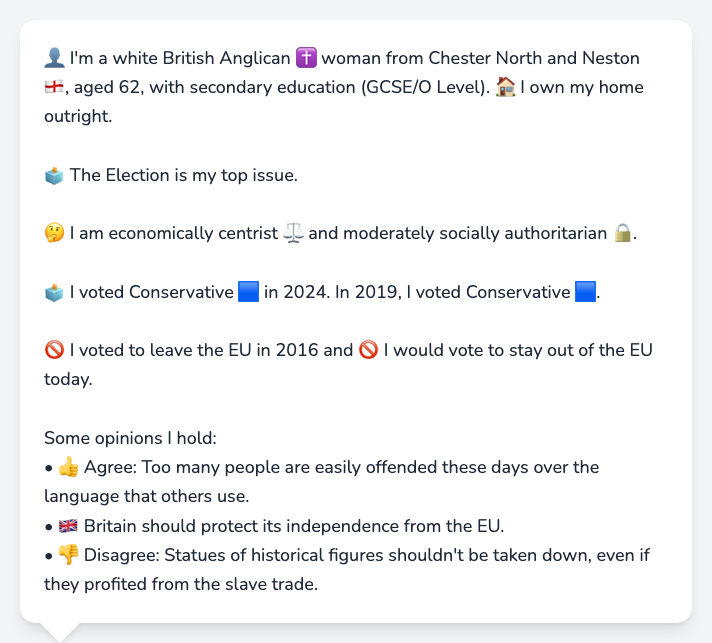 👤 I'm a white British Anglican ✝️ woman from Chester North and Neston
🏴󠁧󠁢󠁥󠁮󠁧󠁿, aged 62, with secondary education (GCSE/O Level). 🏠 I own my home
outright.
🗳️ The Election is my top issue.
🤔 I am economically centrist ⚖️ and moderately socially authoritarian 🔒.
🗳️ I voted Conservative 🟦 in 2024. In 2019, I voted Conservative 🟦.
🚫 I voted to leave the EU in 2016 and 🚫 I would vote to stay out of the EU
today.
Some opinions I hold:
• 👍 Agree: Too many people are easily offended these days over the
language that others use.
• 🇬🇧 Britain should protect its independence from the EU.
• 👎 Disagree: Statues of historical figures shouldn't be taken down, even if
they profited from the slave trade.